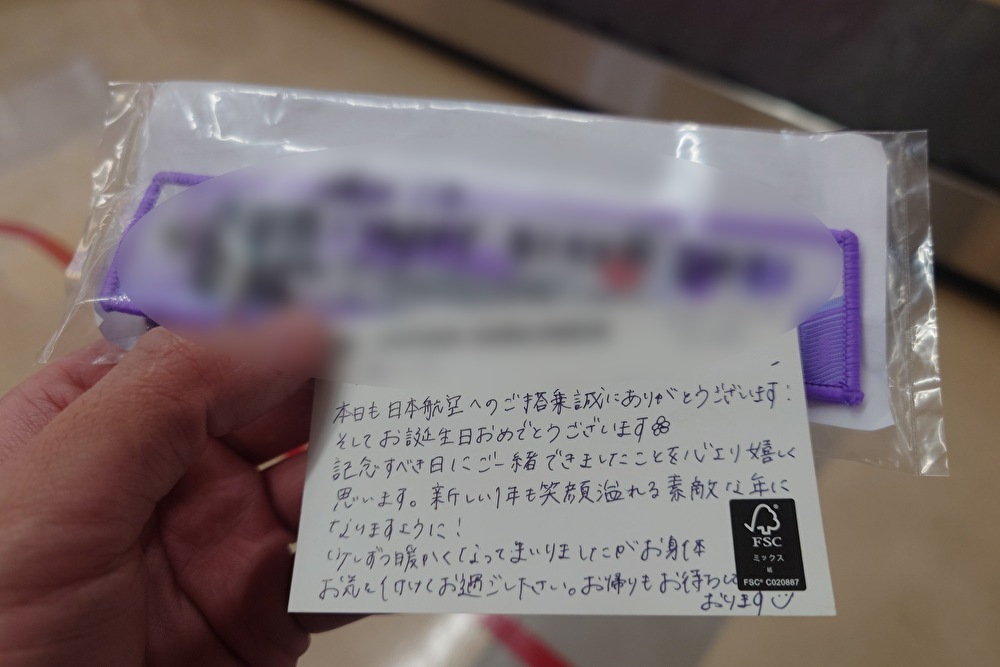 本日も日本航空へのご搭乗誠にありがとうございます!
そしてお誕生日おめでとうございます
記念すべき日にご一緒できましたことを心より嬉しく
思います。新しい1年も笑顔溢れる素敵な年に
なりますように!
少しずつ暖かくなってまいりましたがお身体
お気を付けてお過ごし下さい。お帰りもお待ちして
おります
FSC
ミックス
紙
FSC® C020887